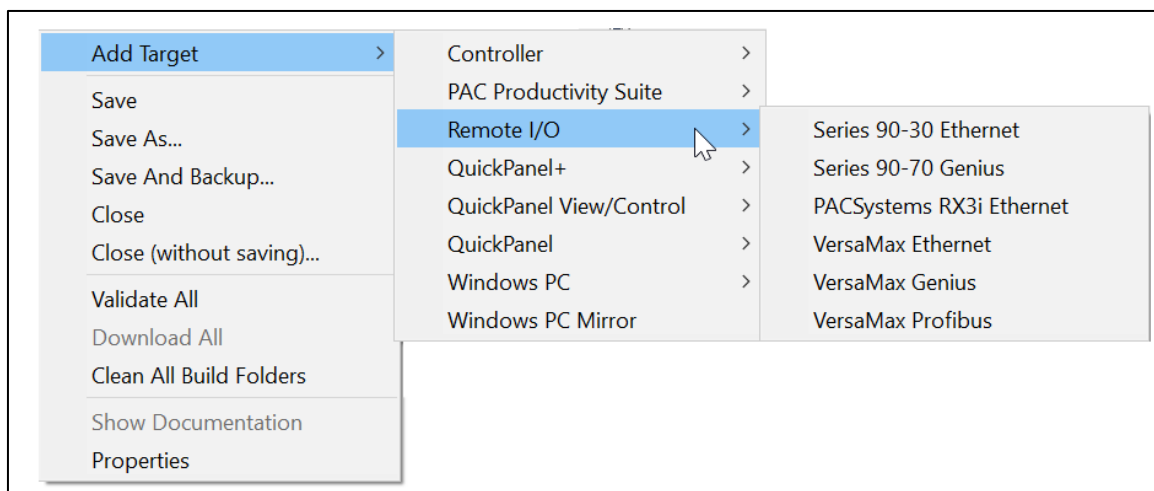 Add Target
Save
Save As...
Save And Backup...
Close
Close (without saving)...
Validate All
Download All
Clean All Build Folders
Show Documentation
Properties
Controller
PAC Productivity Suite
Remote I/O
QuickPanel+
QuickPanel View/Control
QuickPanel
Windows PC
Windows PC Mirror
Series 90-30 Ethernet
Series 90-70 Genius
PACSystems RX3i Ethernet
VersaMax Ethernet
VersaMax Genius
VersaMax Profibus